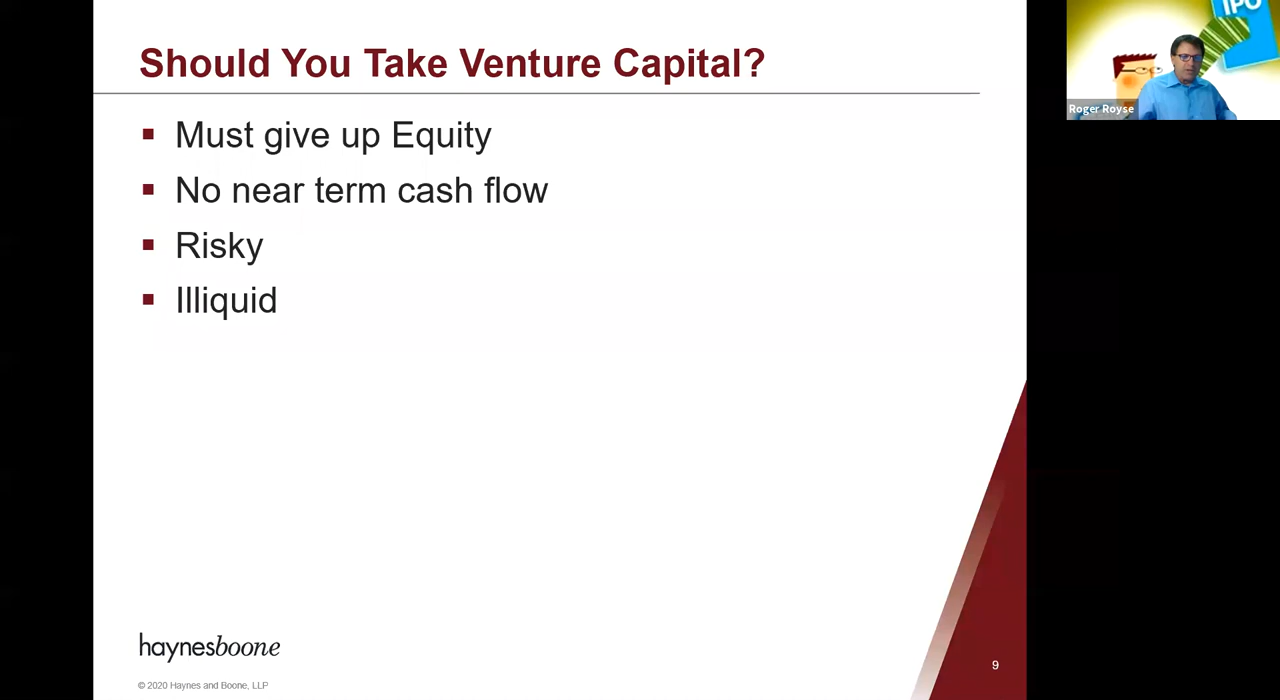 Should You Take Venture Capital?
Must give up Equity
No near term cash flow
Risky
Illiquid
haynesboone
© 2020 Haynes and Boone, LLP
9
IPO
Roger Royse